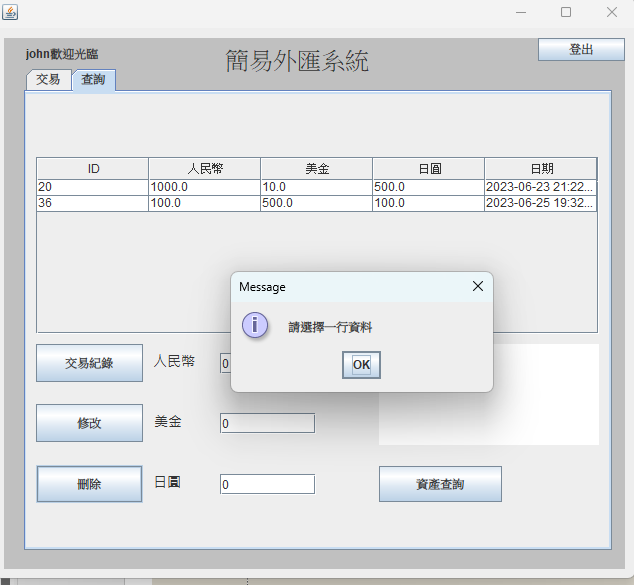 john歡迎光臨
簡易外匯系統
登出
交易 查詢
ID 人民幣 美金 日圓 日期
20 1000.0 10.0 500.0 2023-06-23 21:22...
36 100.0 500.0 100.0 2023-06-25 19:32...
Message
請選擇一行資料
OK
交易紀錄 人民幣 0
修改 美金 0
刪除 日圓 0 資產查詢